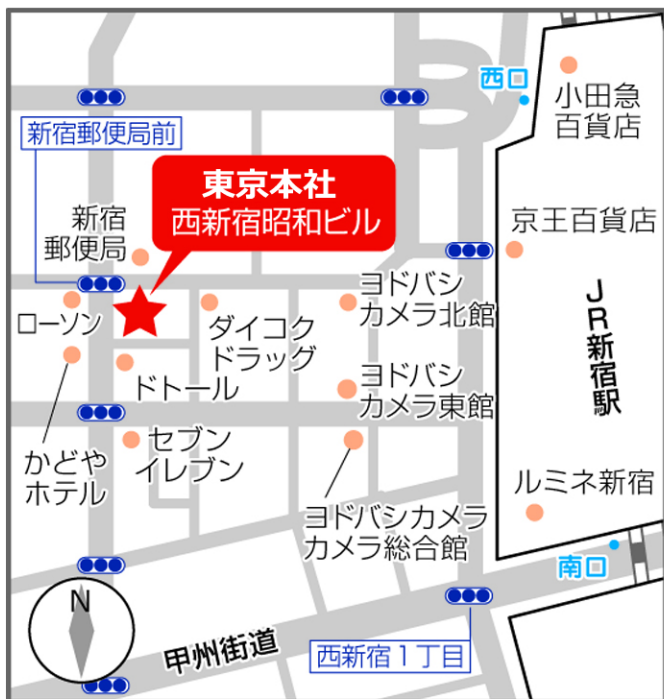 西口
小田急
百貨店
新宿郵便局前
東京本社
西新宿昭和ビル
新宿
郵便局
京王百貨店
ヨドバシ
カメラ北館
JR新宿駅
ローソン
ダイコク
ドラッグ
ドトール
ヨドバシ
カメラ東館
かどや
ホテル
セブン
イレブン
ルミネ新宿
ヨドバシカメラ
カメラ総合館
南口
N
甲州街道
西新宿1丁目